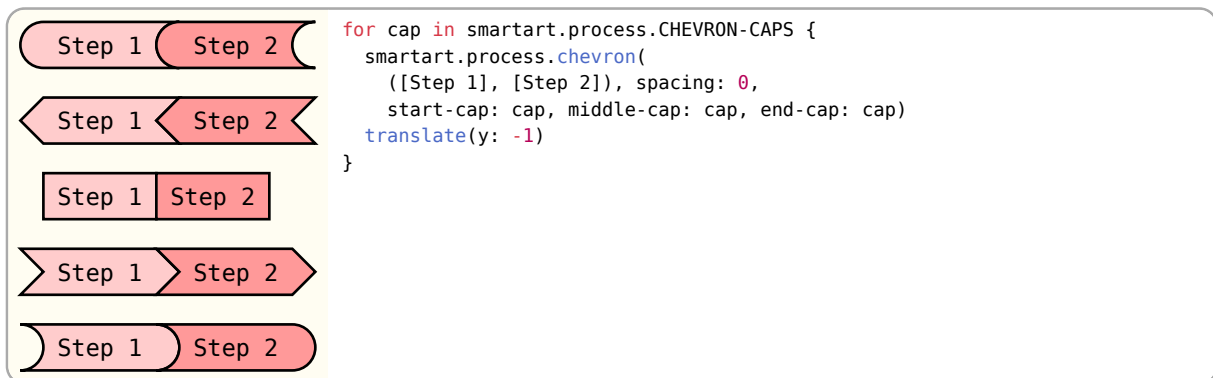 Step 1 Step 2
Step 1 Step 2
Step 1 Step 2
Step 1 Step 2
Step 1 Step 2
for cap in smartart.process.CHEVRON-CAPS {
  smartart.process.chevron(
    ([Step 1], [Step 2]), spacing: 0,
    start-cap: cap, middle-cap: cap, end-cap: cap)
  translate(y: -1)
}